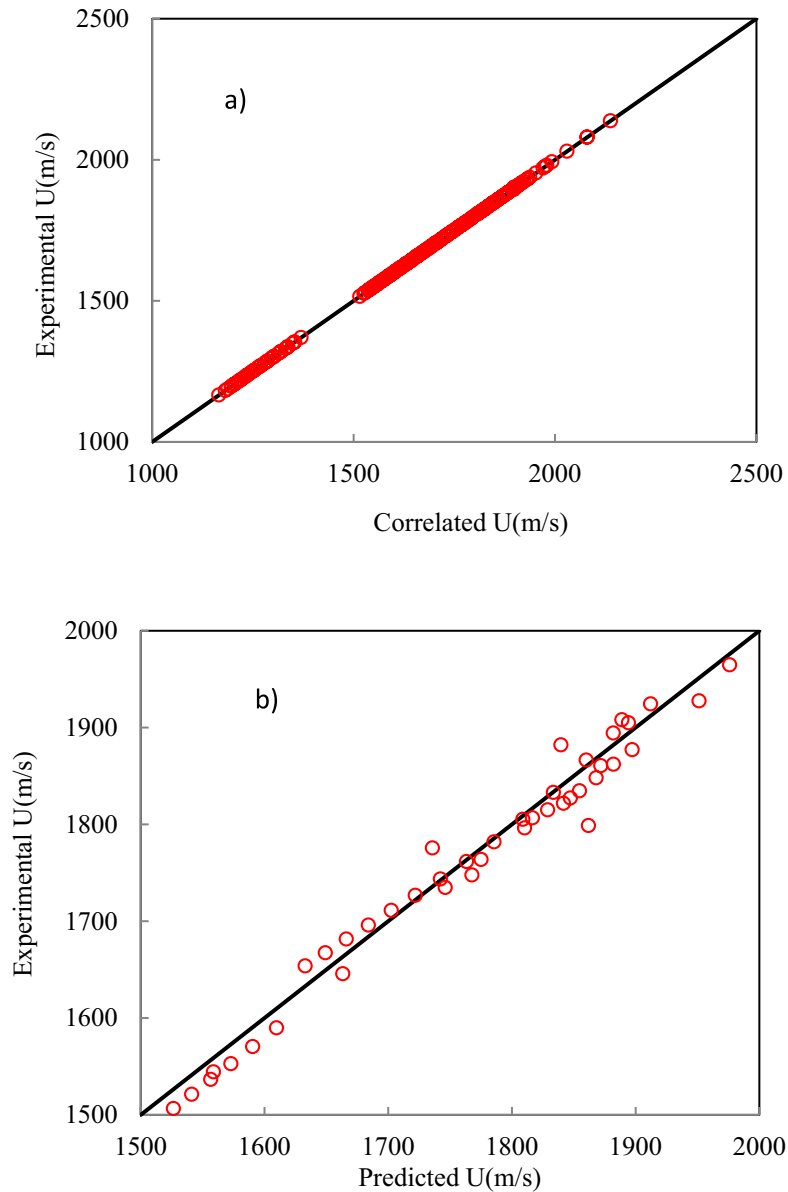 2500
a)
2000
Experimental U(m/s)
1500
1000
1000 1500 2000 2500
Correlated U(m/s)
2000
b)
1900
1800
Experimental U(m/s)
1700
1600
1500
1500 1600 1700 1800 1900 2000
Predicted U(m/s)